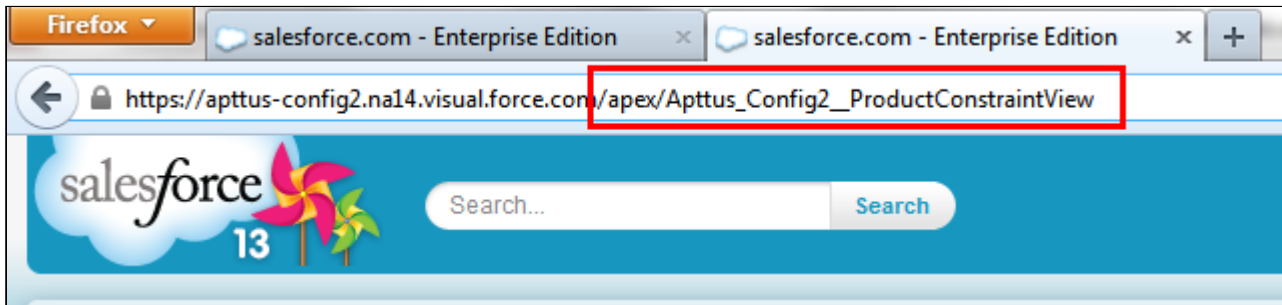 Firefox
salesforce.com - Enterprise Edition
salesforce.com - Enterprise Edition
https://apttus-config2.na14.visual.force.com/apex/Apttus_Config2__ProductConstraintView
salesforce
13
Search...
Search